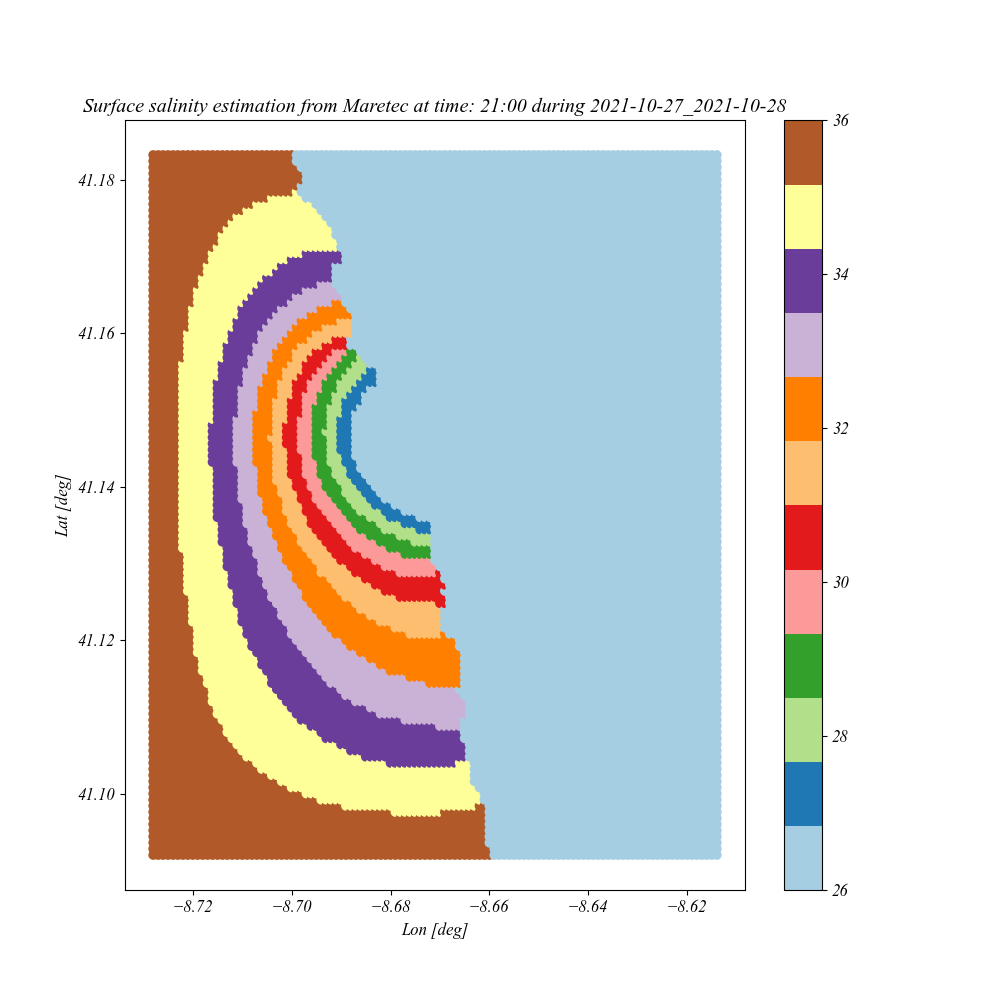 Surface salinity estimation from Maretec at time: 21:00 during 2021-10-27_2021-10-28
41.18
41.16
41.14
41.12
41.10
Lat [deg]
−8.72 −8.70 −8.68 −8.66 −8.64 −8.62
Lon [deg]
36
34
32
30
28
26